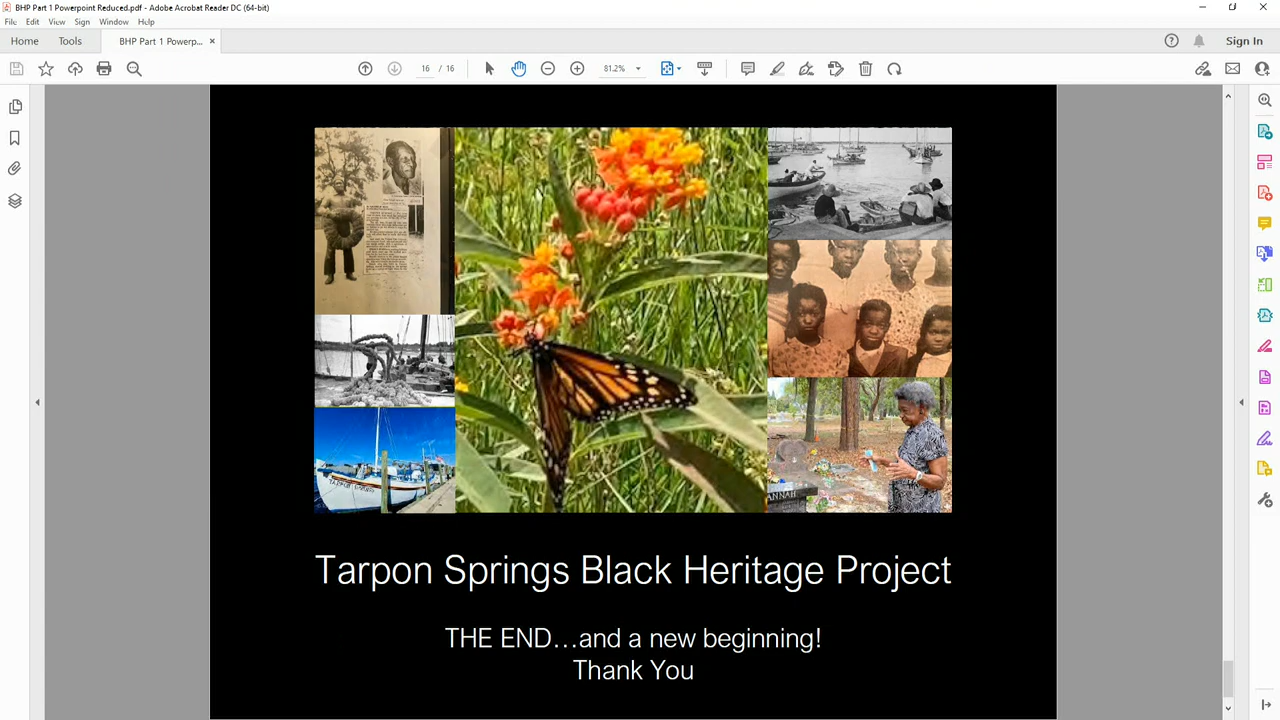 BHP Part 1 Powerpoint Reduced.pdf - Adobe Acrobat Reader DC (64-bit)
File Edit View Sign Window Help
Home Tools BHP Part 1 Powerp... Sign In
16 / 16 81.2%
ANNAH
Tarpon Springs Black Heritage Project
THE END...and a new beginning!
Thank You